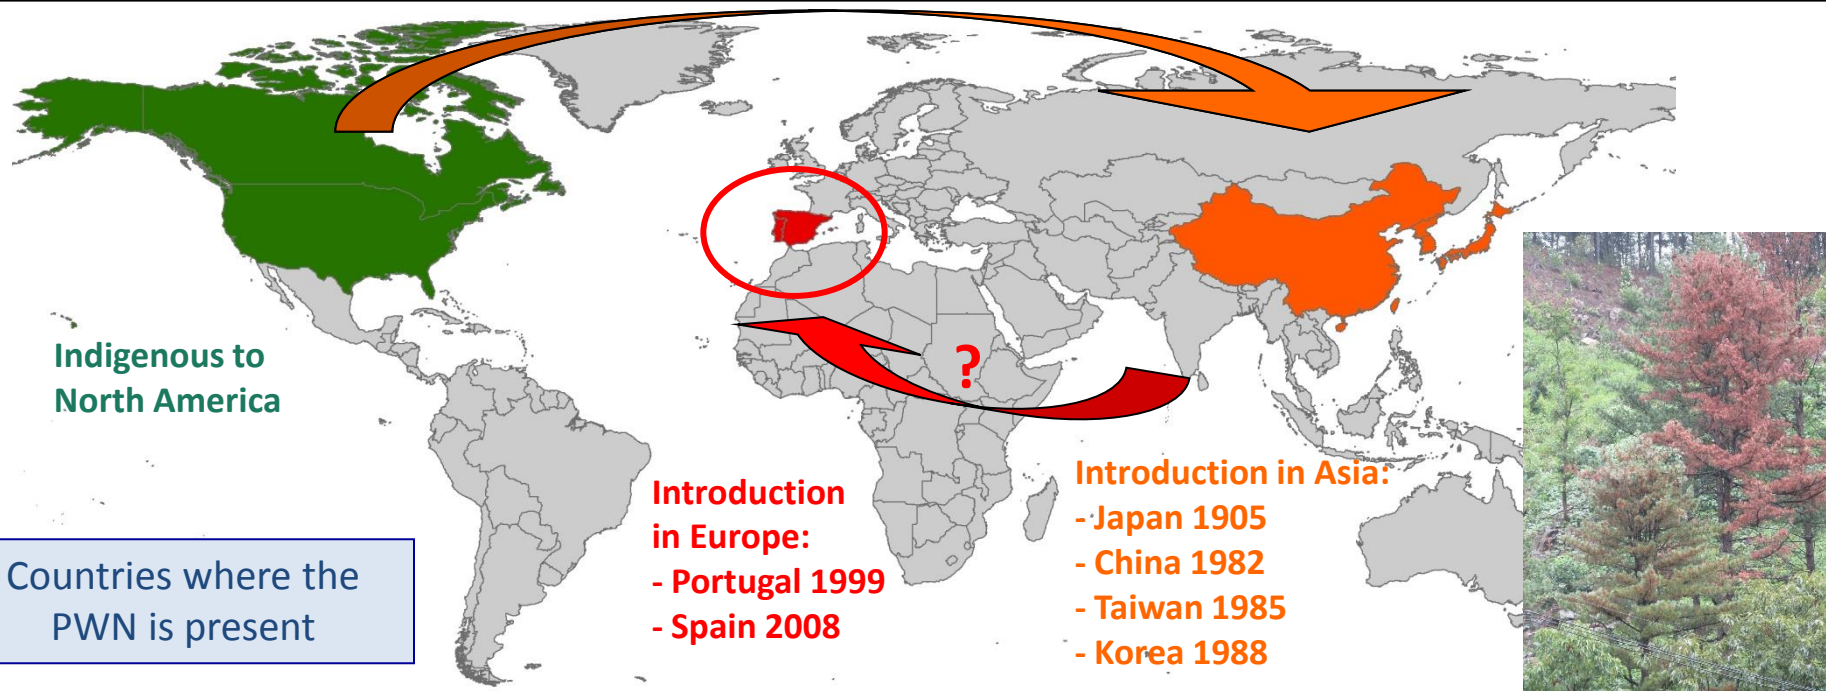 Indigenous to
North America
?
Introduction
in Europe:
- Portugal 1999
- Spain 2008
Introduction in Asia:
- Japan 1905
- China 1982
- Taiwan 1985
- Korea 1988
Countries where the
PWN is present